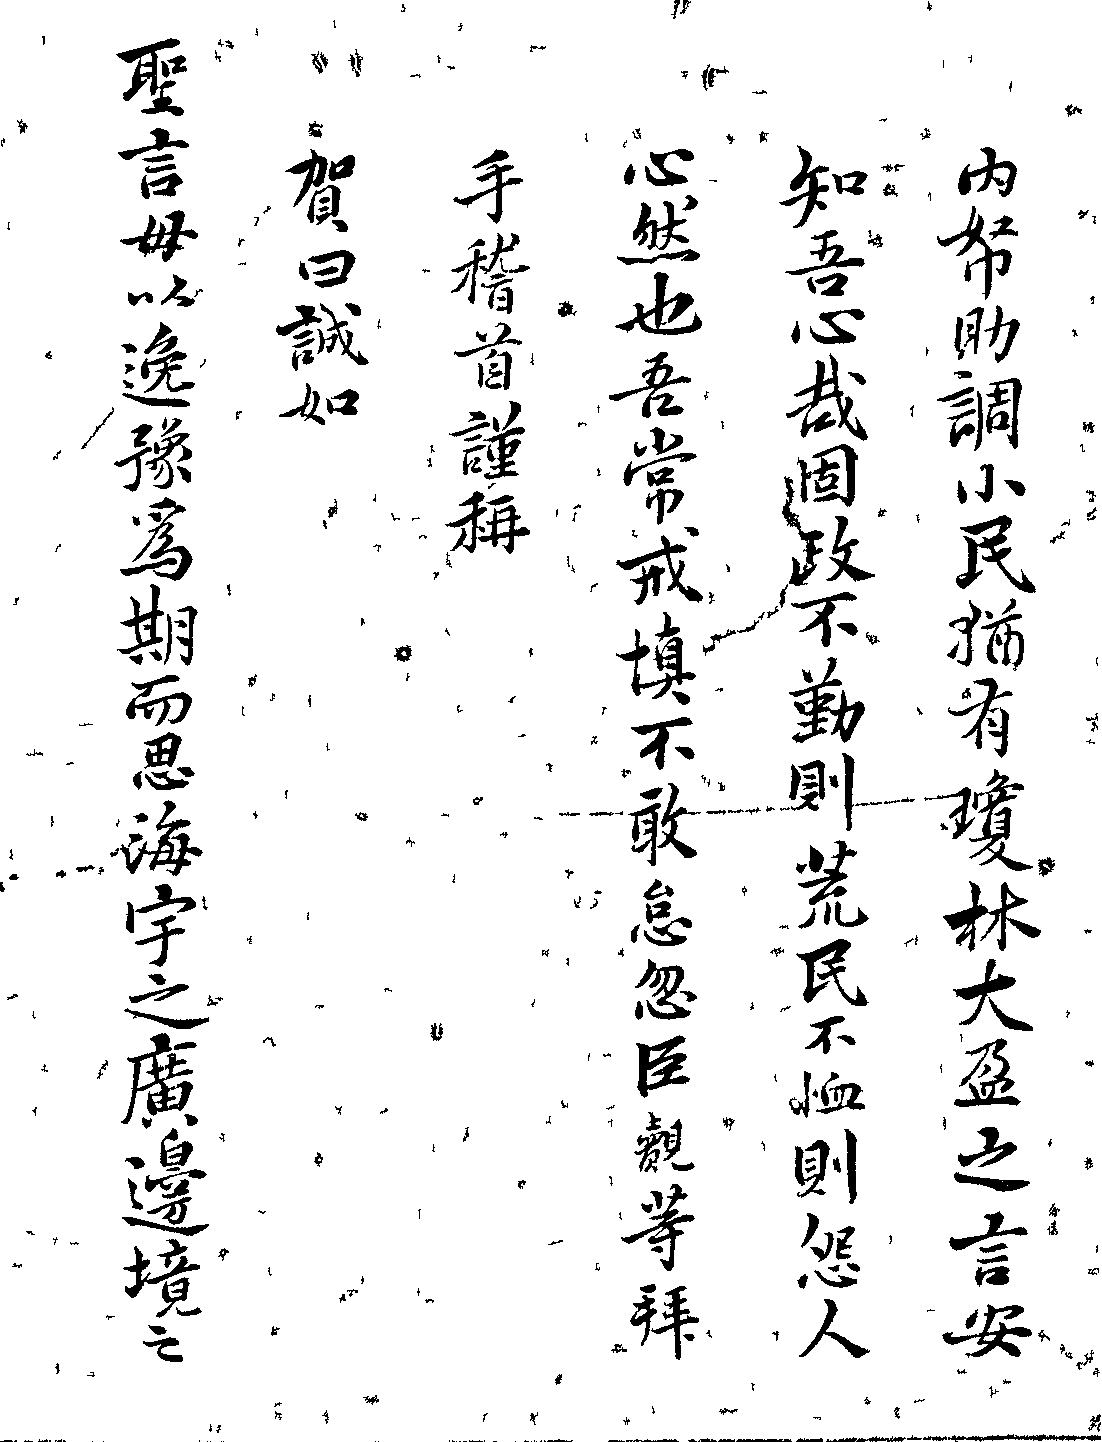 內帑助調小民猶有瓊林大盈之言安
知吾心哉固政不勤則荒民不恤則怨人
心然也吾常戒慎不敢怠忽臣觀等拜
手稽首謹稱
賀曰誠如
聖言毋以逸豫為期而思海宇之廣邊境之